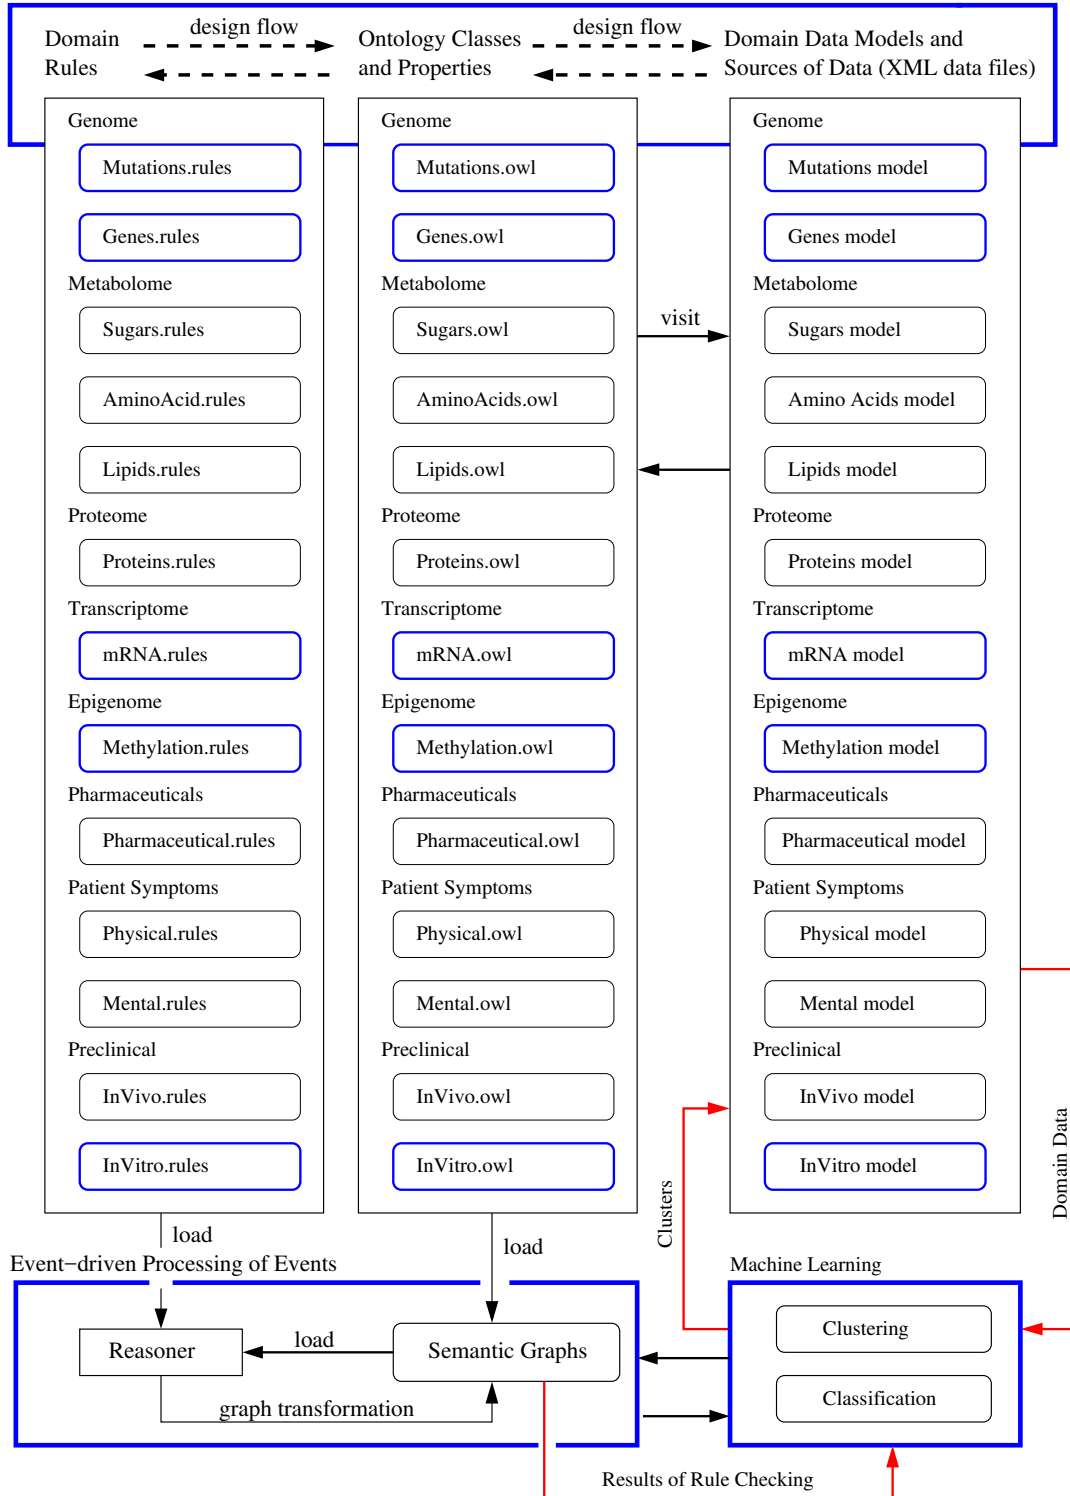 Domain
Rules
design flow
Ontology Classes
and Properties
design flow
Domain Data Models and
Sources of Data (XML data files)
Genome
Mutations.rules
Genes.rules
Metabolome
Sugars.rules
AminoAcid.rules
Lipids.rules
Proteome
Proteins.rules
Transcriptome
mRNA.rules
Epigenome
Methylation.rules
Pharmaceuticals
Pharmaceutical.rules
Patient Symptoms
Physical.rules
Mental.rules
Preclinical
InVivo.rules
InVitro.rules
Genome
Mutations.owl
Genes.owl
Metabolome
Sugars.owl
AminoAcids.owl
Lipids.owl
Proteome
Proteins.owl
Transcriptome
mRNA.owl
Epigenome
Methylation.owl
Pharmaceuticals
Pharmaceutical.owl
Patient Symptoms
Physical.owl
Mental.owl
Preclinical
InVivo.owl
InVitro.owl
visit
Genome
Mutations model
Genes model
Metabolome
Sugars model
Amino Acids model
Lipids model
Proteome
Proteins model
Transcriptome
mRNA model
Epigenome
Methylation model
Pharmaceuticals
Pharmaceutical model
Patient Symptoms
Physical model
Mental model
Preclinical
InVivo model
InVitro model
Domain Data
Clusters
load
load
Event−driven Processing of Events
Reasoner
load
Semantic Graphs
graph transformation
Machine Learning
Clustering
Classification
Results of Rule Checking